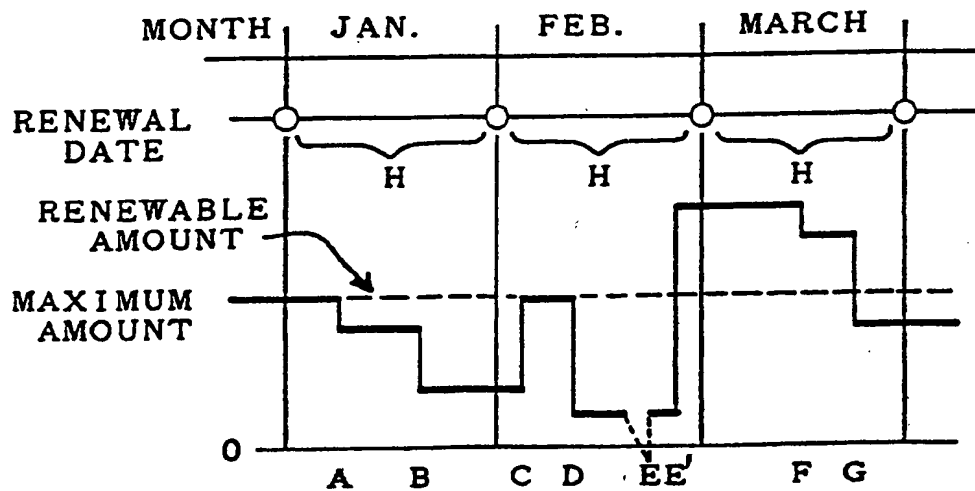 MONTH JAN. FEB. MARCH
RENEWAL
DATE
H H H
RENEWABLE
AMOUNT
MAXIMUM
AMOUNT
0
A B C D E E' F G